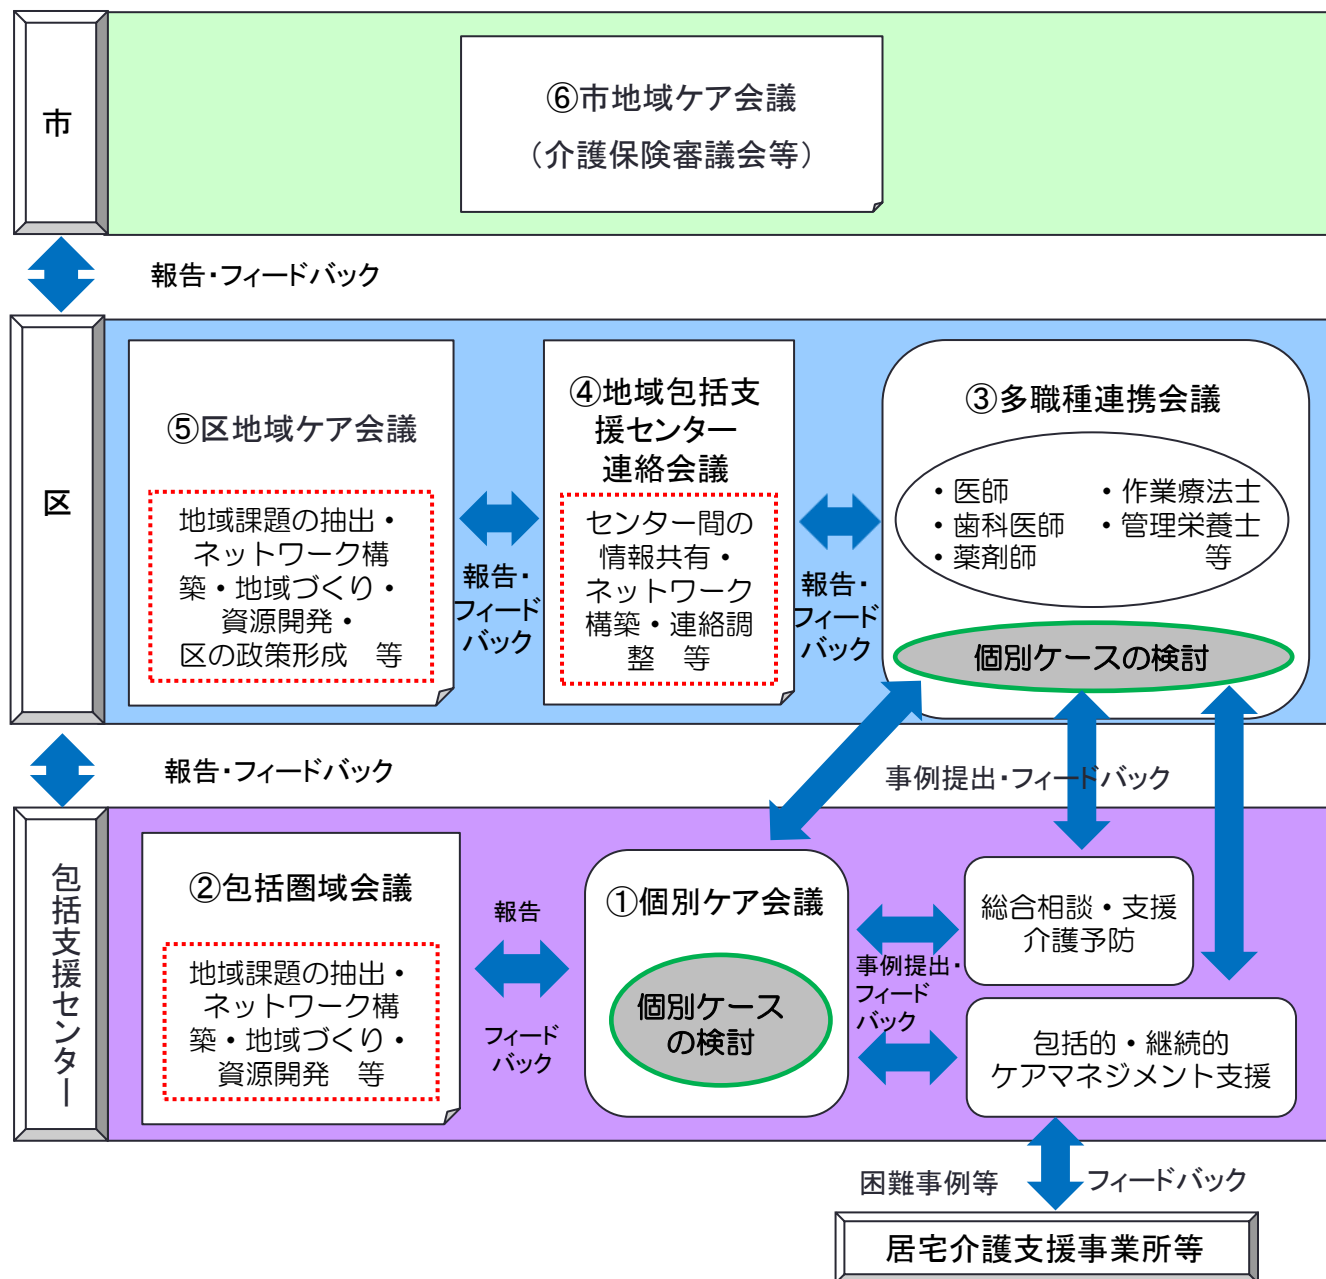 市
⑥市地域ケア会議
（介護保険審議会等）
報告・フィードバック
区
⑤区地域ケア会議
地域課題の抽出・
ネットワーク構
築・地域づくり・
資源開発・
区の政策形成　等
報告・
フィード
バック
④地域包括支
援センター
連絡会議
センター間の
情報共有・
ネットワーク
構築・連絡調
整　等
報告・
フィード
バック
③多職種連携会議
・医師
・歯科医師
・薬剤師
・作業療法士
・管理栄養士
等
個別ケースの検討
報告・フィードバック
事例提出・フィードバック
包括支援センター
②包括圏域会議
地域課題の抽出・
ネットワーク構
築・地域づくり・
資源開発　等
報告
フィード
バック
①個別ケア会議
個別ケース
の検討
事例提出・
フィード
バック
総合相談・支援
介護予防
包括的・継続的
ケアマネジメント支援
困難事例等
フィードバック
居宅介護支援事業所等